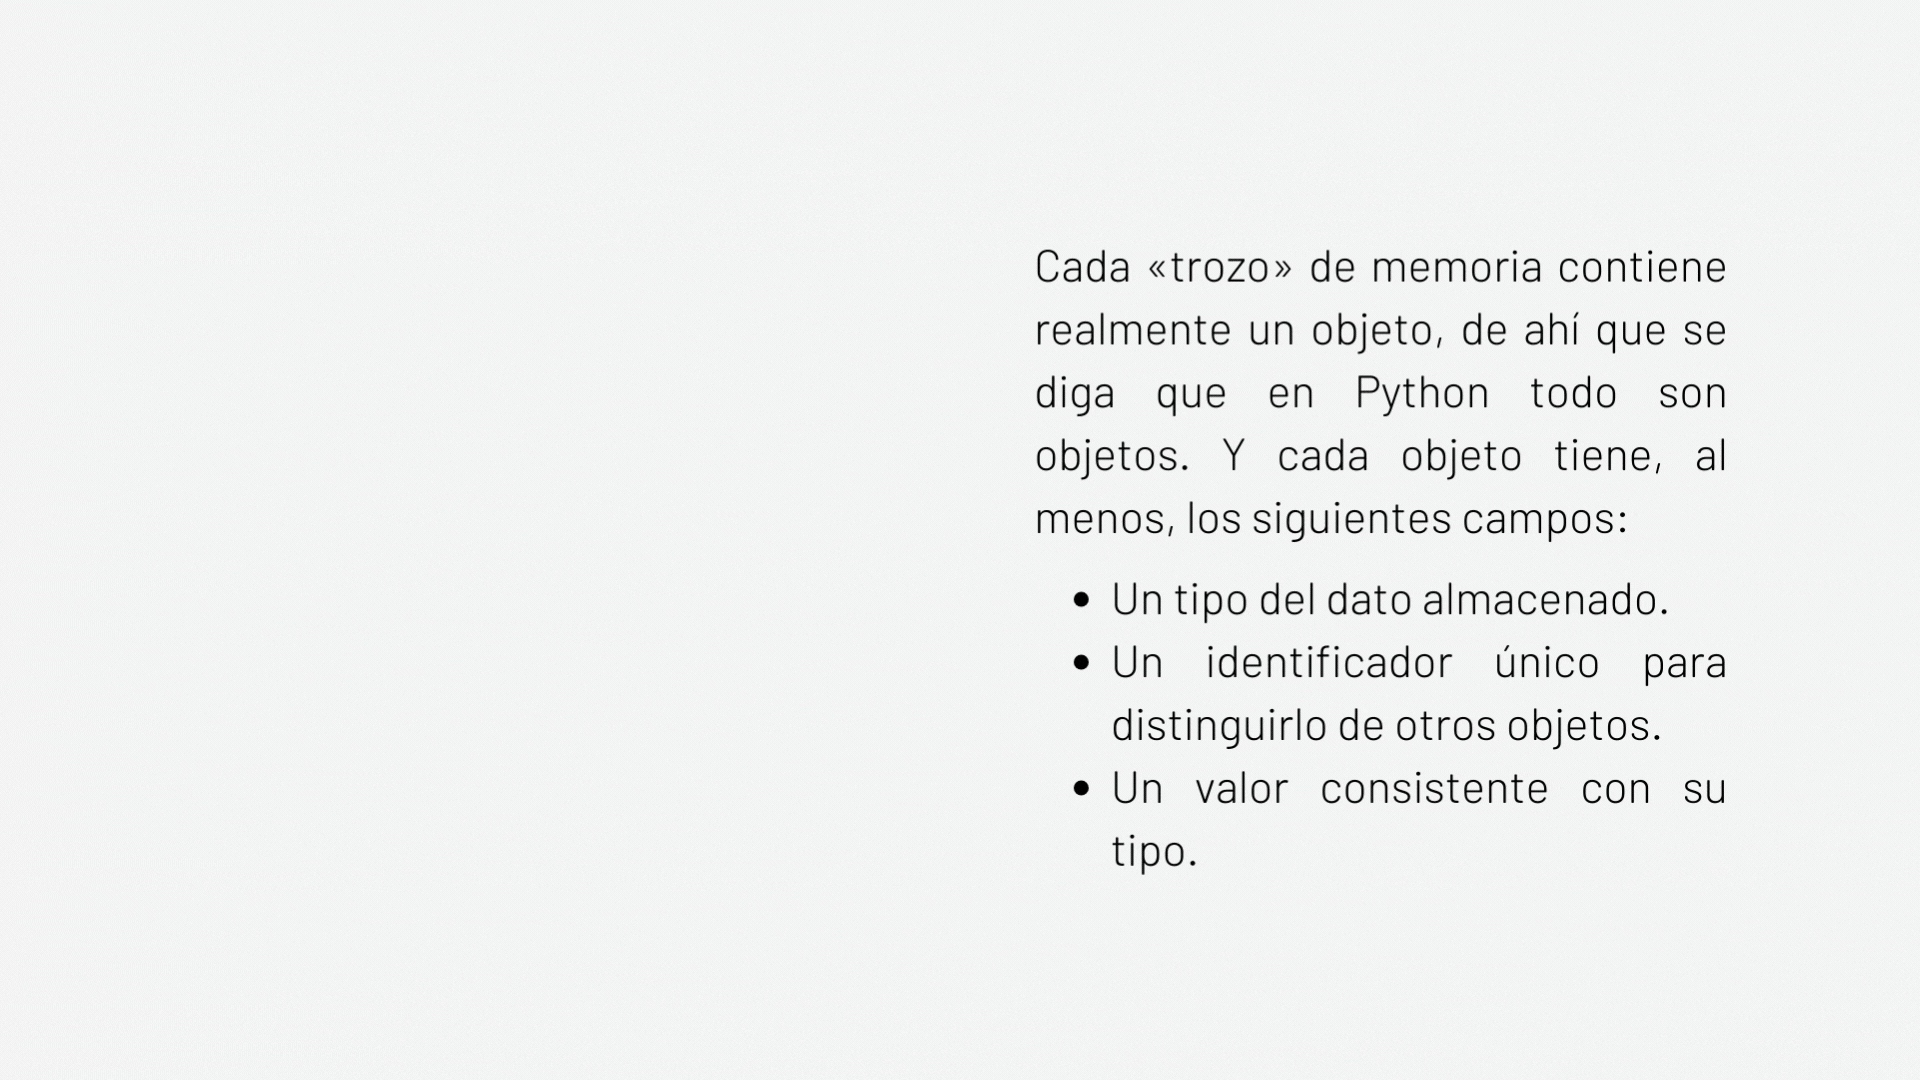 Cada «trozo» de memoria contiene
realmente un objeto, de ahí que se
diga que en Python todo son
objetos. Y cada objeto tiene, al
menos, los siguientes campos:
• Un tipo del dato almacenado.
• Un identificador único para
distinguirlo de otros objetos.
• Un valor consistente con su
tipo.